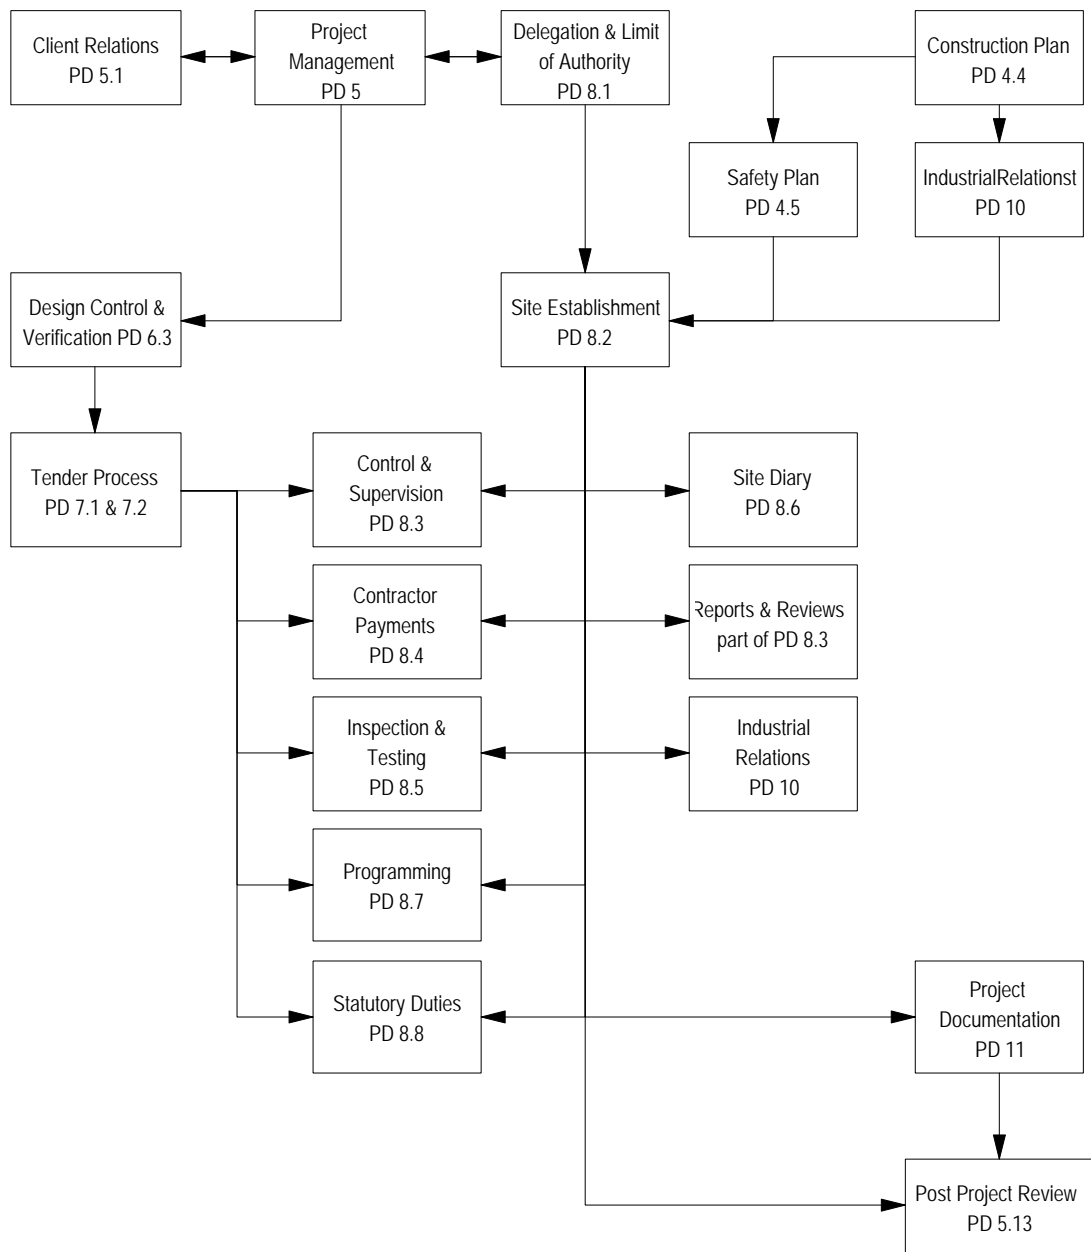 Client Relations
PD 5.1
Project
Management
PD 5
Delegation & Limit
of Authority
PD 8.1
Construction Plan
PD 4.4
Safety Plan
PD 4.5
IndustrialRelationst
PD 10
Design Control &
Verification PD 6.3
Site Establishment
PD 8.2
Tender Process
PD 7.1 & 7.2
Control &
Supervision
PD 8.3
Site Diary
PD 8.6
Contractor
Payments
PD 8.4
Reports & Reviews
part of PD 8.3
Inspection &
Testing
PD 8.5
Industrial
Relations
PD 10
Programming
PD 8.7
Statutory Duties
PD 8.8
Project
Documentation
PD 11
Post Project Review
PD 5.13